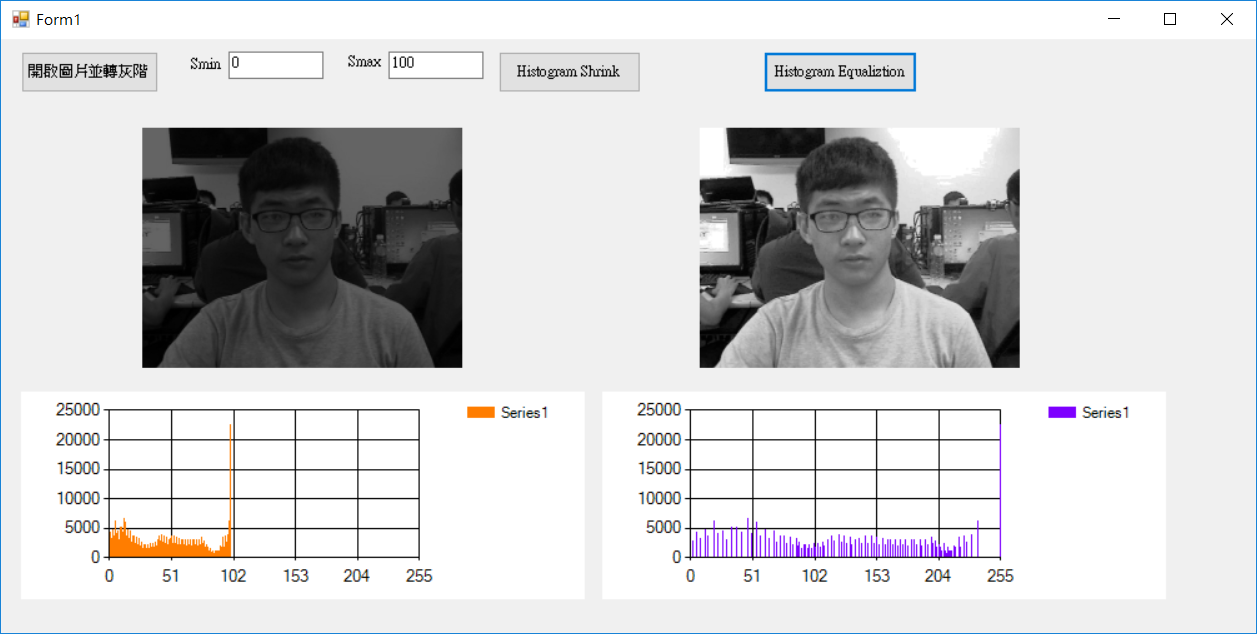 Form1
開啟圖片並轉灰階
Smin
0
Smax
100
Histogram Shrink
Histogram Equaliztion
25000
20000
15000
10000
5000
0
0 51 102 153 204 255
Series1
25000
20000
15000
10000
5000
0
0 51 102 153 204 255
Series1